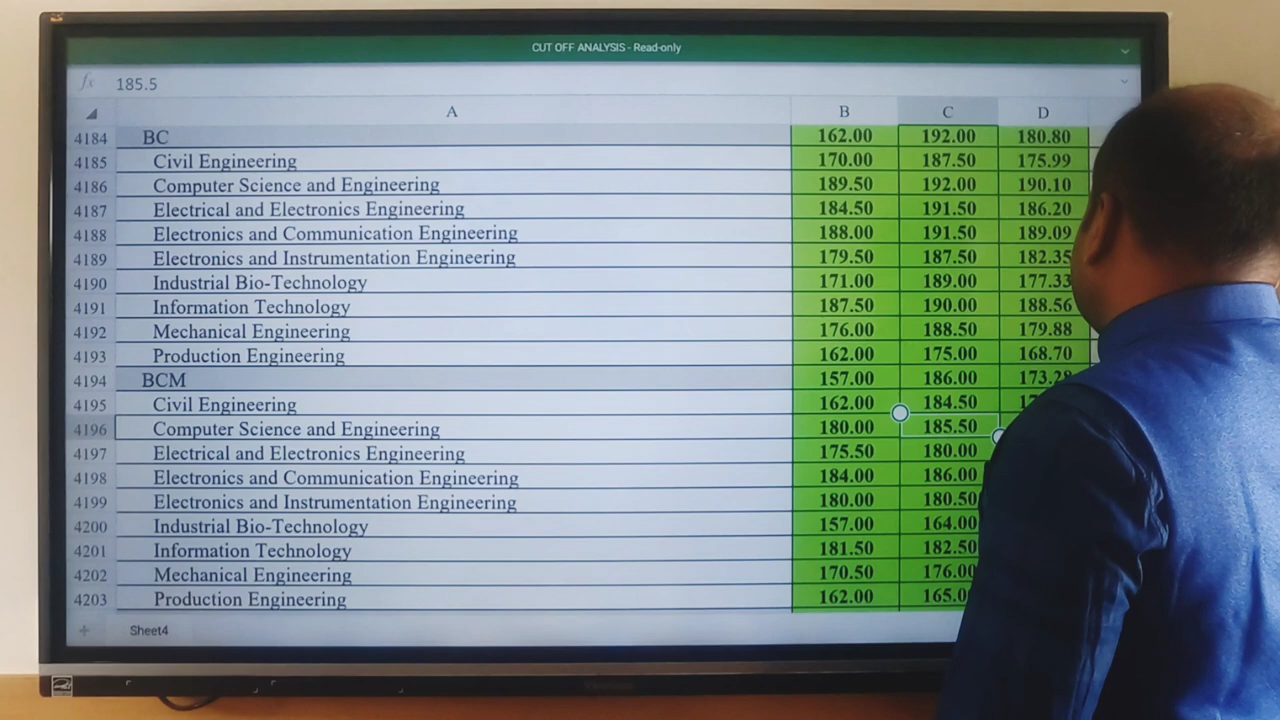 CUT OFF ANALYSIS - Read-only
fx 185.5
A B C D
4184 BC 162.00 192.00 180.80
4185 Civil Engineering 170.00 187.50 175.99
4186 Computer Science and Engineering 189.50 192.00 190.10
4187 Electrical and Electronics Engineering 184.50 191.50 186.20
4188 Electronics and Communication Engineering 188.00 191.50 189.09
4189 Electronics and Instrumentation Engineering 179.50 187.50 182.35
4190 Industrial Bio-Technology 171.00 189.00 177.33
4191 Information Technology 187.50 190.00 188.56
4192 Mechanical Engineering 176.00 188.50 179.88
4193 Production Engineering 162.00 175.00 168.70
4194 BCM 157.00 186.00
4195 Civil Engineering 162.00 184.50
4196 Computer Science and Engineering 180.00 185.50
4197 Electrical and Electronics Engineering 175.50 180.00
4198 Electronics and Communication Engineering 184.00 186.00
4199 Electronics and Instrumentation Engineering 180.00 180.50
4200 Industrial Bio-Technology 157.00 164.00
4201 Information Technology 181.50 182.50
4202 Mechanical Engineering 170.50 176.00
4203 Production Engineering 162.00
+ Sheet4